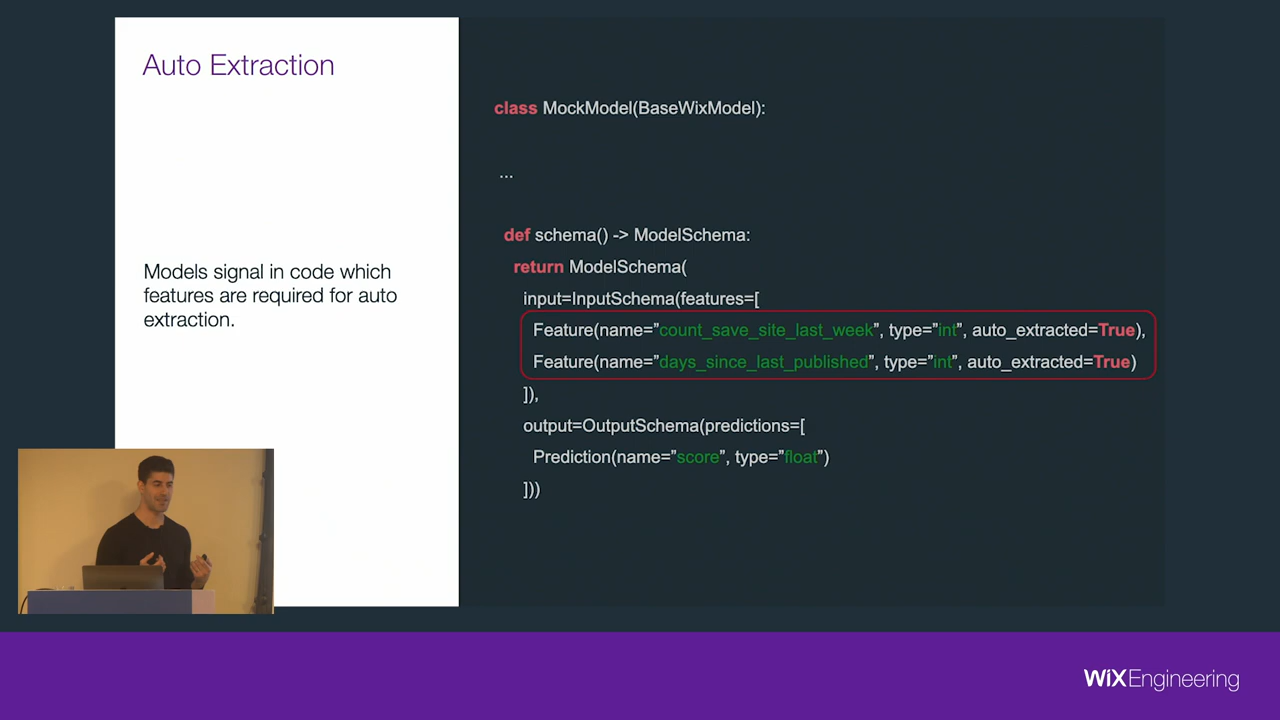 Auto Extraction
Models signal in code which
features are required for auto
extraction.
class MockModel(BaseWixModel):
...
def schema() -> ModelSchema:
return ModelSchema(
input=InputSchema(features=[
Feature(name=”count_save_site_last_week”, type=”int”, auto_extracted=True),
Feature(name=”days_since_last_published”, type=”int”, auto_extracted=True)
]),
output=OutputSchema(predictions=[
Prediction(name=”score”, type=”float”)
]))
WiXEngineering